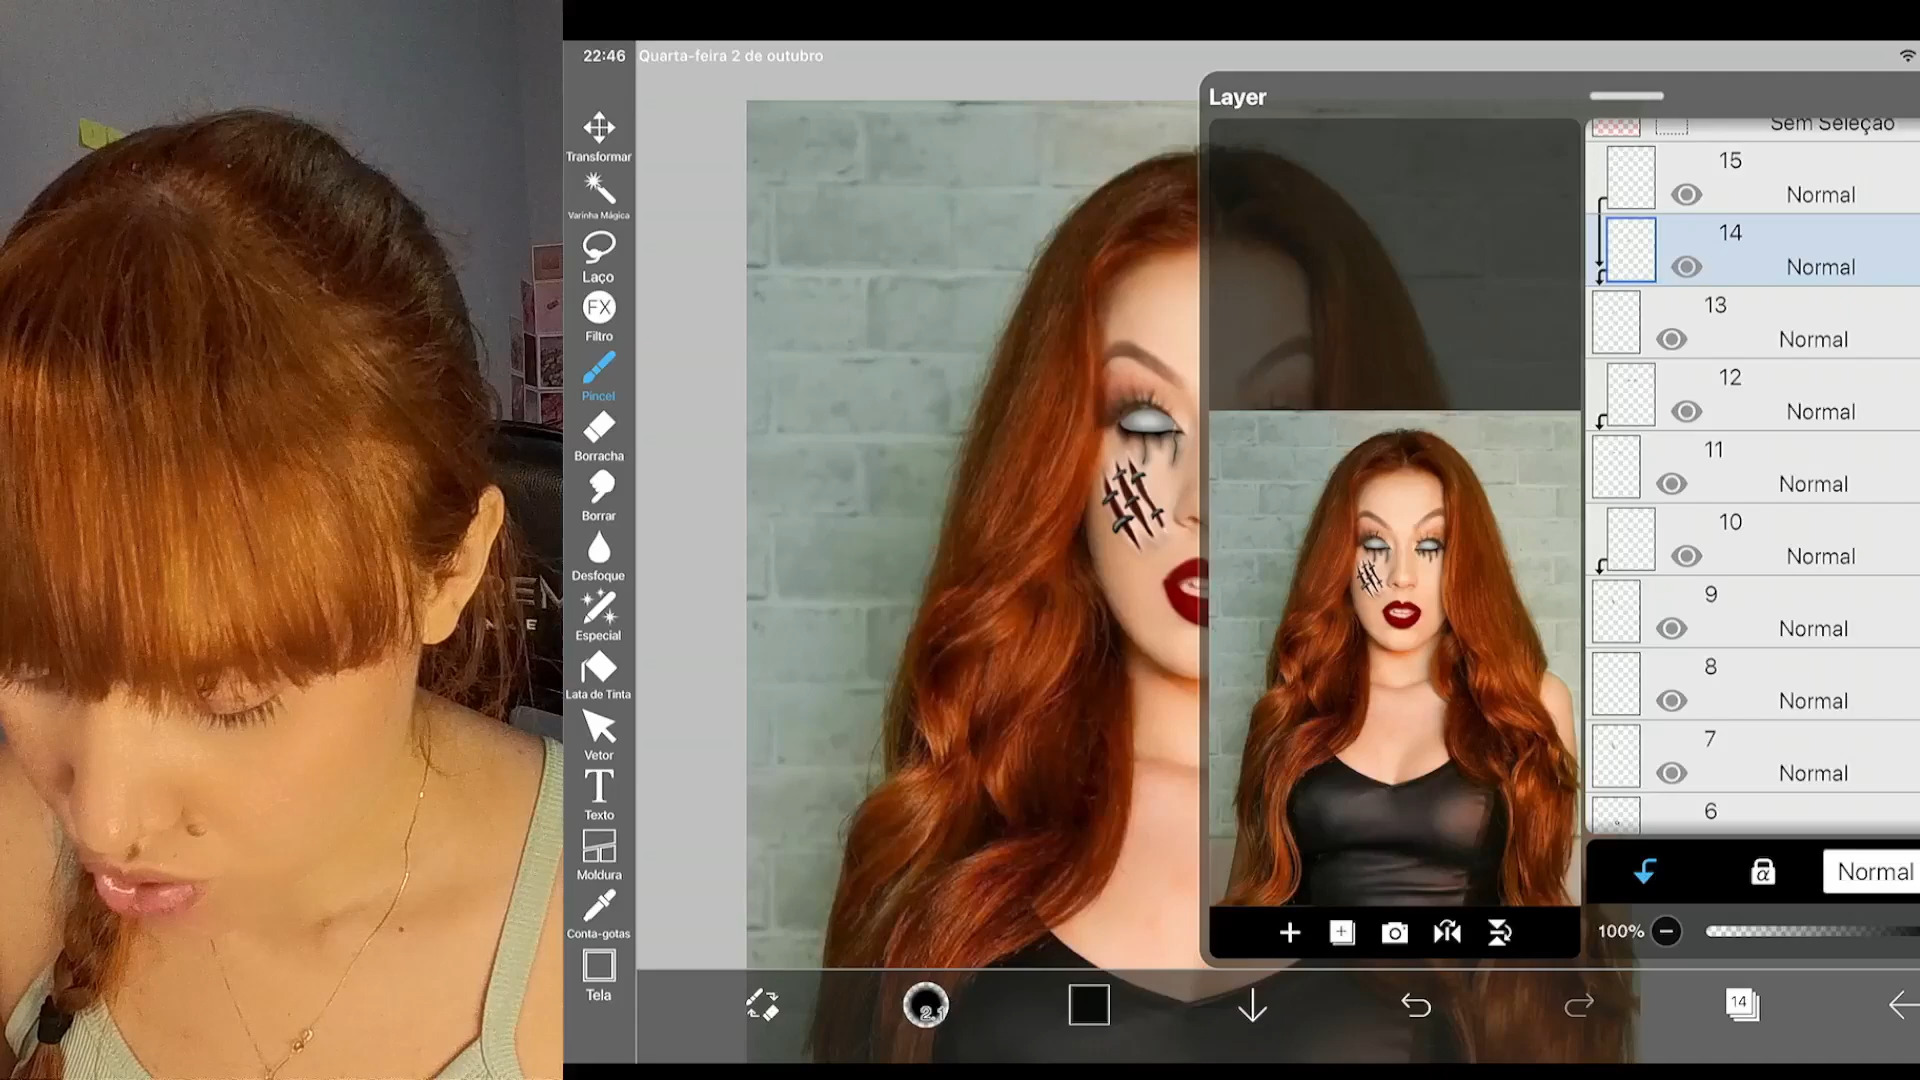 22:46 Quarta-feira 2 de outubro
Transformar
Varinha Mágica
Laço
FX
Filtro
Pincel
Borracha
Borrar
Desfoque
Especial
Lata de Tinta
Vetor
T
Texto
Moldura
Conta-gotas
Tela
Layer
Sem Seleção
15
Normal
14
Normal
13
Normal
12
Normal
11
Normal
10
Normal
9
Normal
8
Normal
7
Normal
6
α
Normal
100%
2.1
14